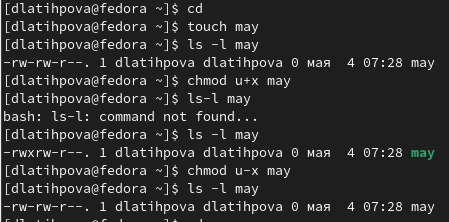 [dlatihpova@fedora ~]$ cd
[dlatihpova@fedora ~]$ touch may
[dlatihpova@fedora ~]$ ls -l may
-rw-rw-r--. 1 dlatihpova dlatihpova 0 мая  4 07:28 may
[dlatihpova@fedora ~]$ chmod u+x may
[dlatihpova@fedora ~]$ ls-l may
bash: ls-l: command not found...
[dlatihpova@fedora ~]$ ls -l may
-rwxrw-r--. 1 dlatihpova dlatihpova 0 мая  4 07:28 may
[dlatihpova@fedora ~]$ chmod u-x may
[dlatihpova@fedora ~]$ ls -l may
-rw-rw-r--. 1 dlatihpova dlatihpova 0 мая  4 07:28 may